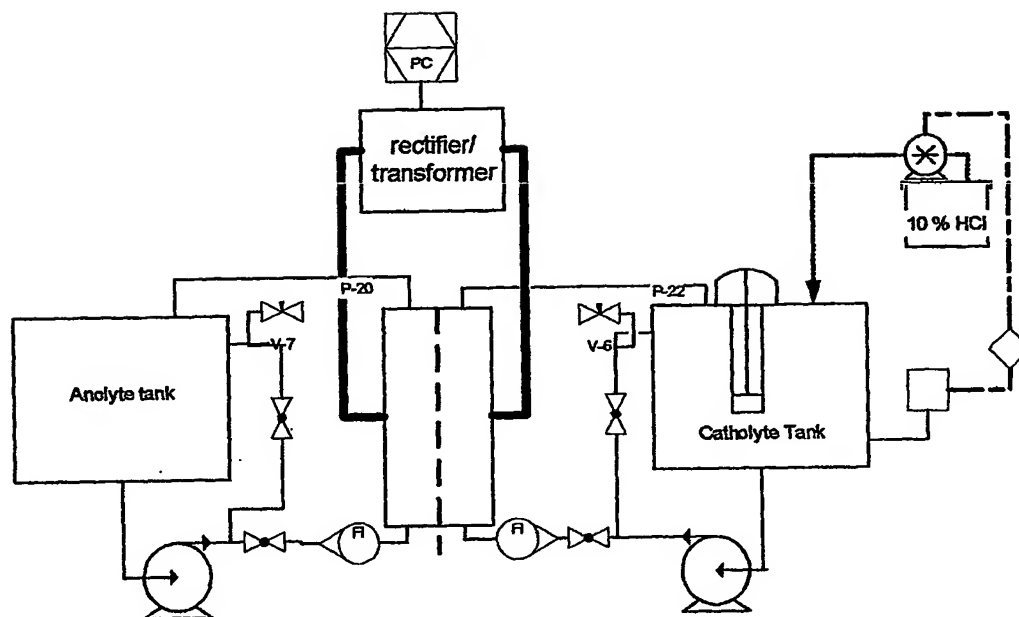 PC
rectifier/
transformer
10 % HCl
P-20
P-22
V-7
V-6
Anolyte tank
Catholyte Tank
FI
FI